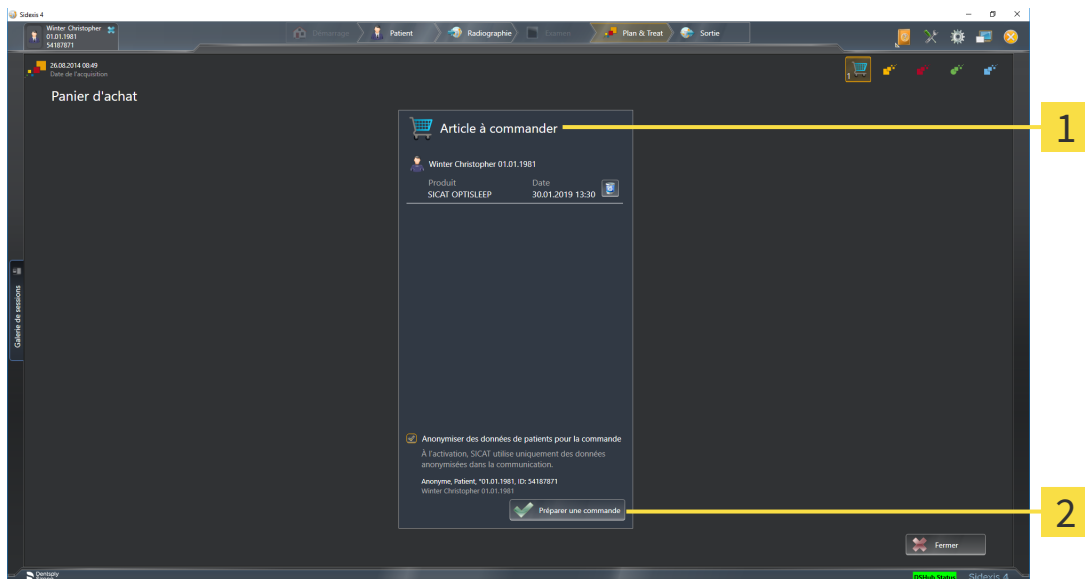 Sidexis 4
Winter Christopher
01.01.1981
54187871
Démarrage
Patient
Radiographie
Examen
Plan & Treat
Sortie
26.08.2014 08:49
Date de l'acquisition
1
Panier d'achat
Article à commander
1
Winter Christopher 01.01.1981
Produit Date
SICAT OPTISLEEP 30.01.2019 13:30
Galerie de sessions
Anonymiser des données de patients pour la commande
À l'activation, SICAT utilise uniquement des données
anonymisées dans la communication.
Anonyme, Patient, *01.01.1981, ID: 54187871
Winter Christopher 01.01.1981
Préparer une commande
2
Fermer
Dentsply
DSHub Status
Sidexis 4